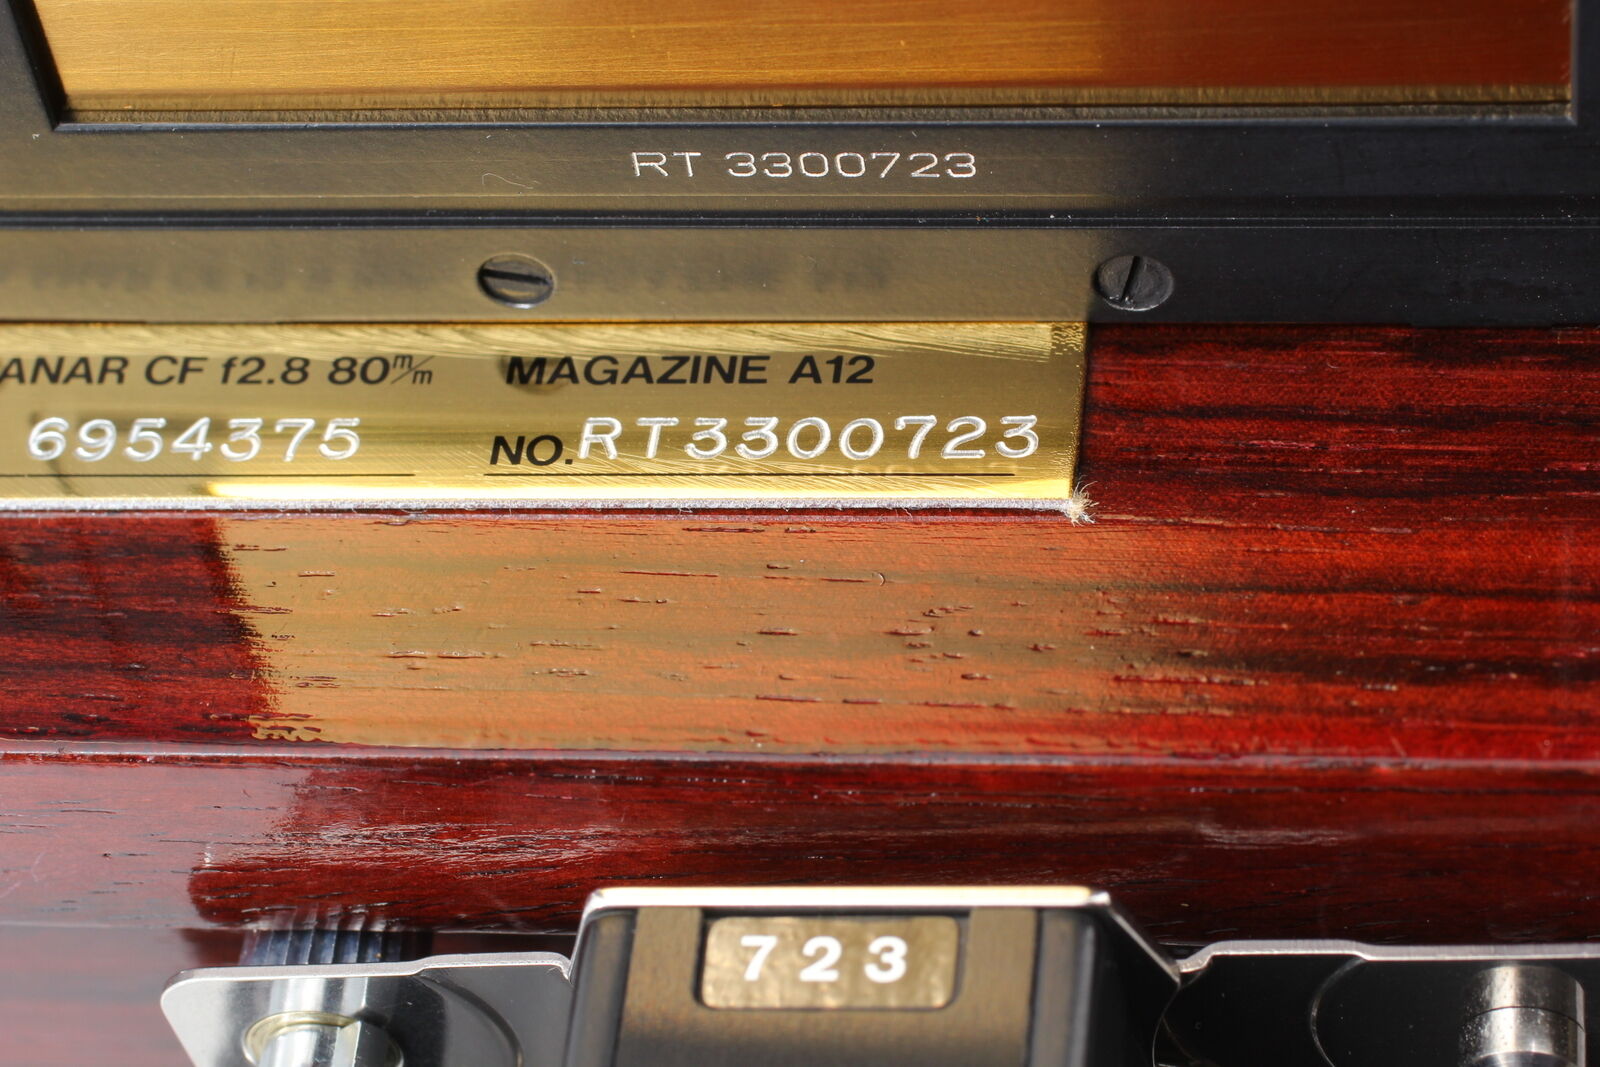 RT 3300723
ANAR CF f2.8 80m/m MAGAZINE A12
6954375 NO.RT3300723
723